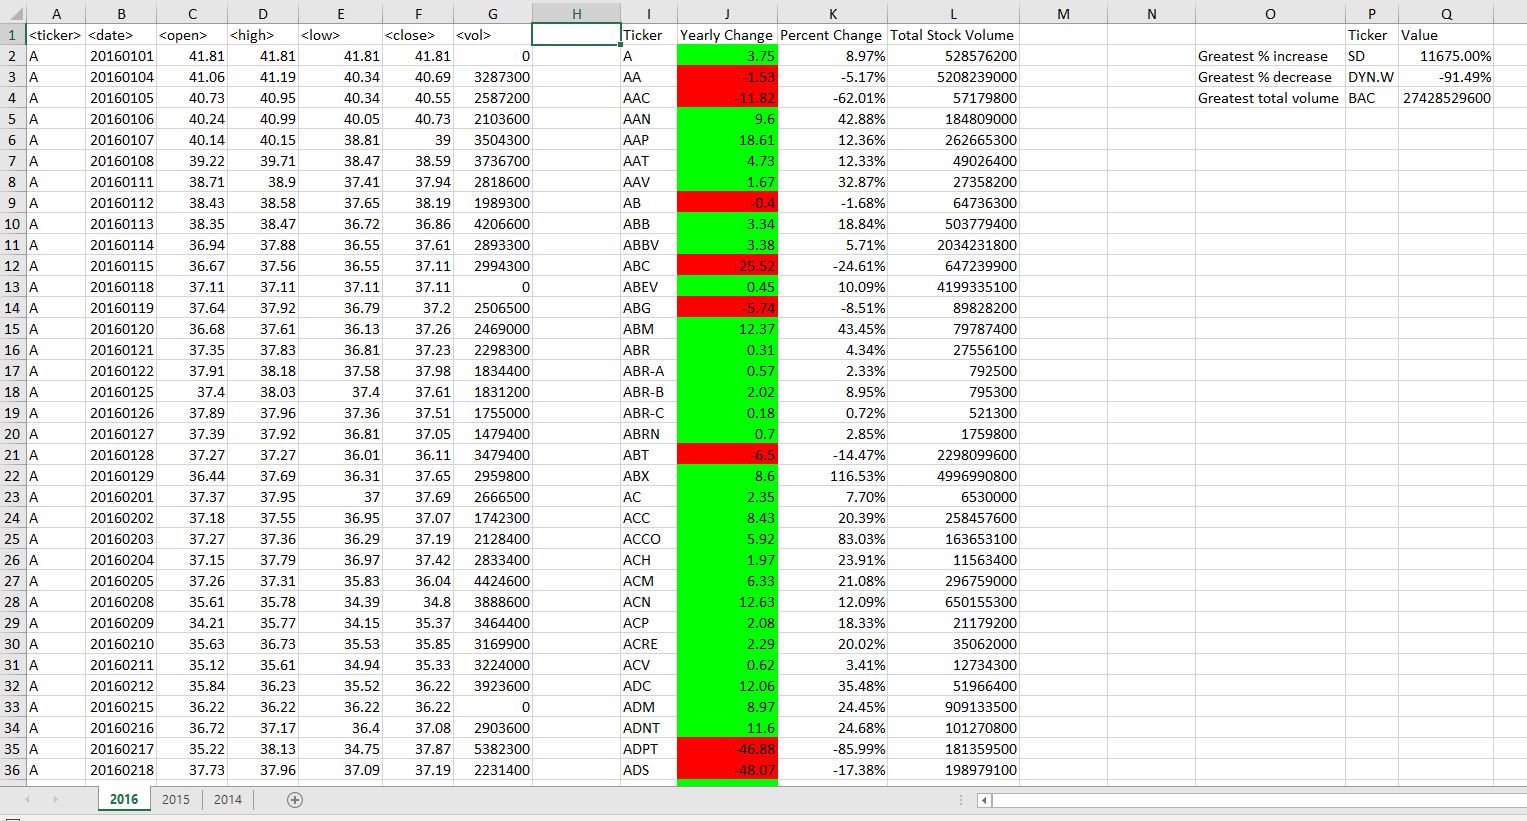 A B C D E F G H I J K L M N O P Q
1 <ticker> <date> <open> <high> <low> <close> <vol> Ticker Yearly Change Percent Change Total Stock Volume Ticker Value
2 A 20160101 41.81 41.81 41.81 41.81 0 A 3.75 8.97% 528576200 Greatest % increase SD 11675.00%
3 A 20160104 41.06 41.19 40.34 40.69 3287300 AA -1.53 -5.17% 5208239000 Greatest % decrease DYN.W -91.49%
4 A 20160105 40.73 40.95 40.34 40.55 2587200 AAC -11.82 -62.01% 57179800 Greatest total volume BAC 27428529600
5 A 20160106 40.24 40.99 40.05 40.73 2103600 AAN 9.6 42.88% 184809000
6 A 20160107 40.14 40.15 38.81 39 3504300 AAP 18.61 12.36% 262665300
7 A 20160108 39.22 39.71 38.47 38.59 3736700 AAT 4.73 12.33% 49026400
8 A 20160111 38.71 38.9 37.41 37.94 2818600 AAV 1.67 32.87% 27358200
9 A 20160112 38.43 38.58 37.65 38.19 1989300 AB -0.4 -1.68% 64736300
10 A 20160113 38.35 38.47 36.72 36.86 4206600 ABB 3.34 18.84% 503779400
11 A 20160114 36.94 37.88 36.55 37.61 2893300 ABBV 3.38 5.71% 2034231800
12 A 20160115 36.67 37.56 36.55 37.11 2994300 ABC -25.52 -24.61% 647239900
13 A 20160118 37.11 37.11 37.11 37.11 0 ABEV 0.45 10.09% 4199335100
14 A 20160119 37.64 37.92 36.79 37.2 2506500 ABG -5.74 -8.51% 89828200
15 A 20160120 36.68 37.61 36.13 37.26 2469000 ABM 12.37 43.45% 79787400
16 A 20160121 37.35 37.83 36.81 37.23 2298300 ABR 0.31 4.34% 27556100
17 A 20160122 37.91 38.18 37.58 37.98 1834400 ABR-A 0.57 2.33% 792500
18 A 20160125 37.4 38.03 37.4 37.61 1831200 ABR-B 2.02 8.95% 795300
19 A 20160126 37.89 37.96 37.36 37.51 1755000 ABR-C 0.18 0.72% 521300
20 A 20160127 37.39 37.92 36.81 37.05 1479400 ABRN 0.7 2.85% 1759800
21 A 20160128 37.27 37.27 36.01 36.11 3479400 ABT -6.5 -14.47% 2298099600
22 A 20160129 36.44 37.69 36.31 37.65 2959800 ABX 8.6 116.53% 4996990800
23 A 20160201 37.37 37.95 37 37.69 2666500 AC 2.35 7.70% 6530000
24 A 20160202 37.18 37.55 36.95 37.07 1742300 ACC 8.43 20.39% 258457600
25 A 20160203 37.27 37.36 36.29 37.19 2128400 ACCO 5.92 83.03% 163653100
26 A 20160204 37.15 37.79 36.97 37.42 2833400 ACH 1.97 23.91% 11563400
27 A 20160205 37.26 37.31 35.83 36.04 4424600 ACM 6.33 21.08% 296759000
28 A 20160208 35.61 35.78 34.39 34.8 3888600 ACN 12.63 12.09% 650155300
29 A 20160209 34.21 35.77 34.15 35.37 3464400 ACP 2.08 18.33% 21179200
30 A 20160210 35.63 36.73 35.53 35.85 3169900 ACRE 2.29 20.02% 35062000
31 A 20160211 35.12 35.61 34.94 35.33 3224000 ACV 0.62 3.41% 12734300
32 A 20160212 35.84 36.23 35.52 36.22 3923600 ADC 12.06 35.48% 51966400
33 A 20160215 36.22 36.22 36.22 36.22 0 ADM 8.97 24.45% 909133500
34 A 20160216 36.72 37.17 36.4 37.08 2903600 ADNT 11.6 24.68% 101270800
35 A 20160217 35.22 38.13 34.75 37.87 5382300 ADPT -46.88 -85.99% 181359500
36 A 20160218 37.73 37.96 37.09 37.19 2231400 ADS -48.07 -17.38% 198979100
2016 2015 2014